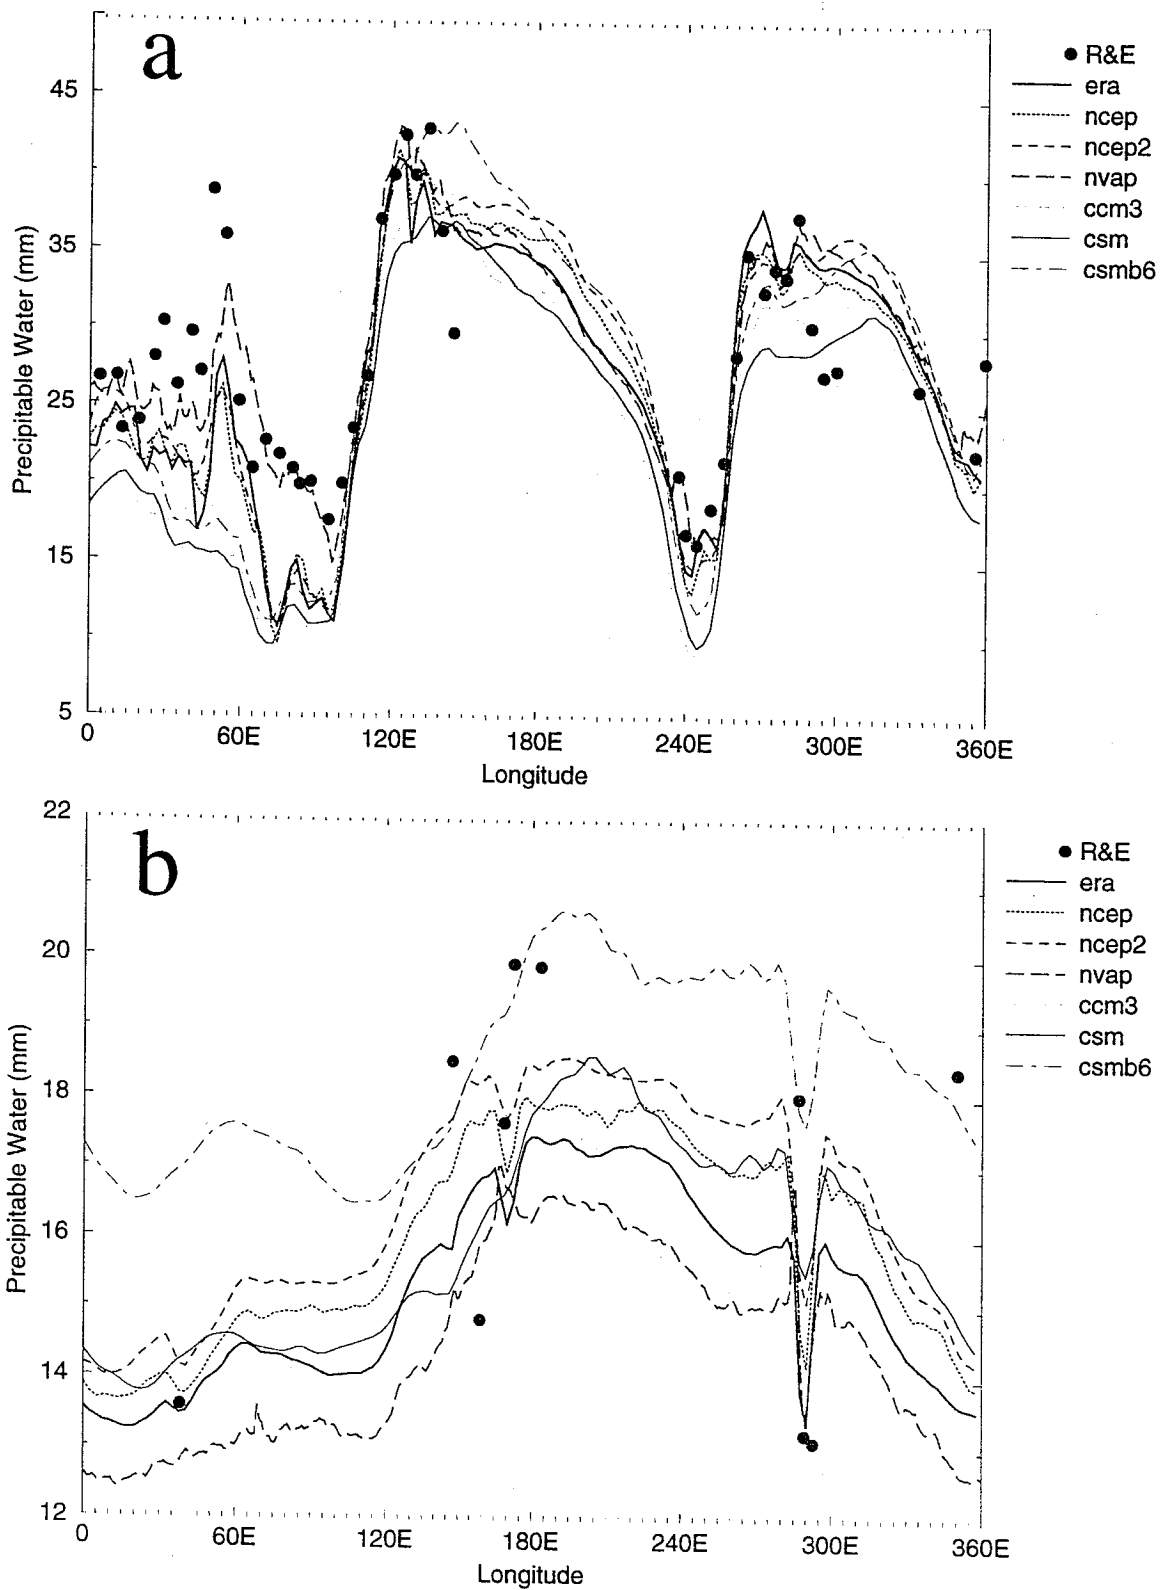 a
45
35
25
15
5
Precipitable Water (mm)
0 60E 120E 180E 240E 300E 360E
Longitude
R&E
era
ncep
ncep2
nvap
ccm3
csm
csmb6
b
22
20
18
16
14
12
Precipitable Water (mm)
0 60E 120E 180E 240E 300E 360E
Longitude
R&E
era
ncep
ncep2
nvap
ccm3
csm
csmb6